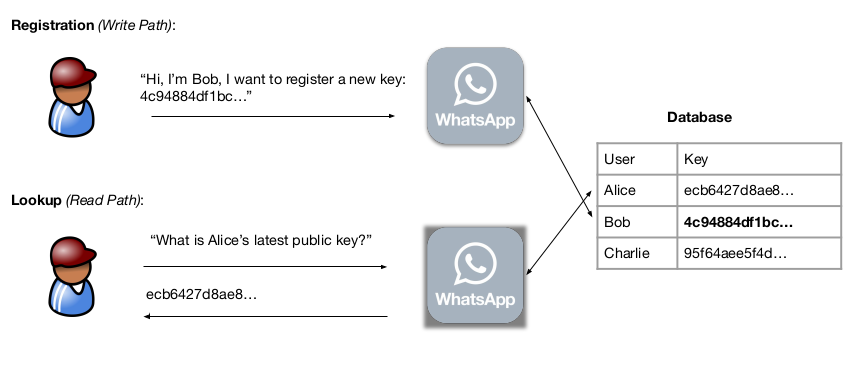 Registration (Write Path):
“Hi, I’m Bob, I want to register a new key:
4c94884df1bc…”
WhatsApp
Database
User Key
Alice ecb6427d8ae8…
Bob 4c94884df1bc…
Charlie 95f64aee5f4d…
Lookup (Read Path):
“What is Alice’s latest public key?”
ecb6427d8ae8…
WhatsApp